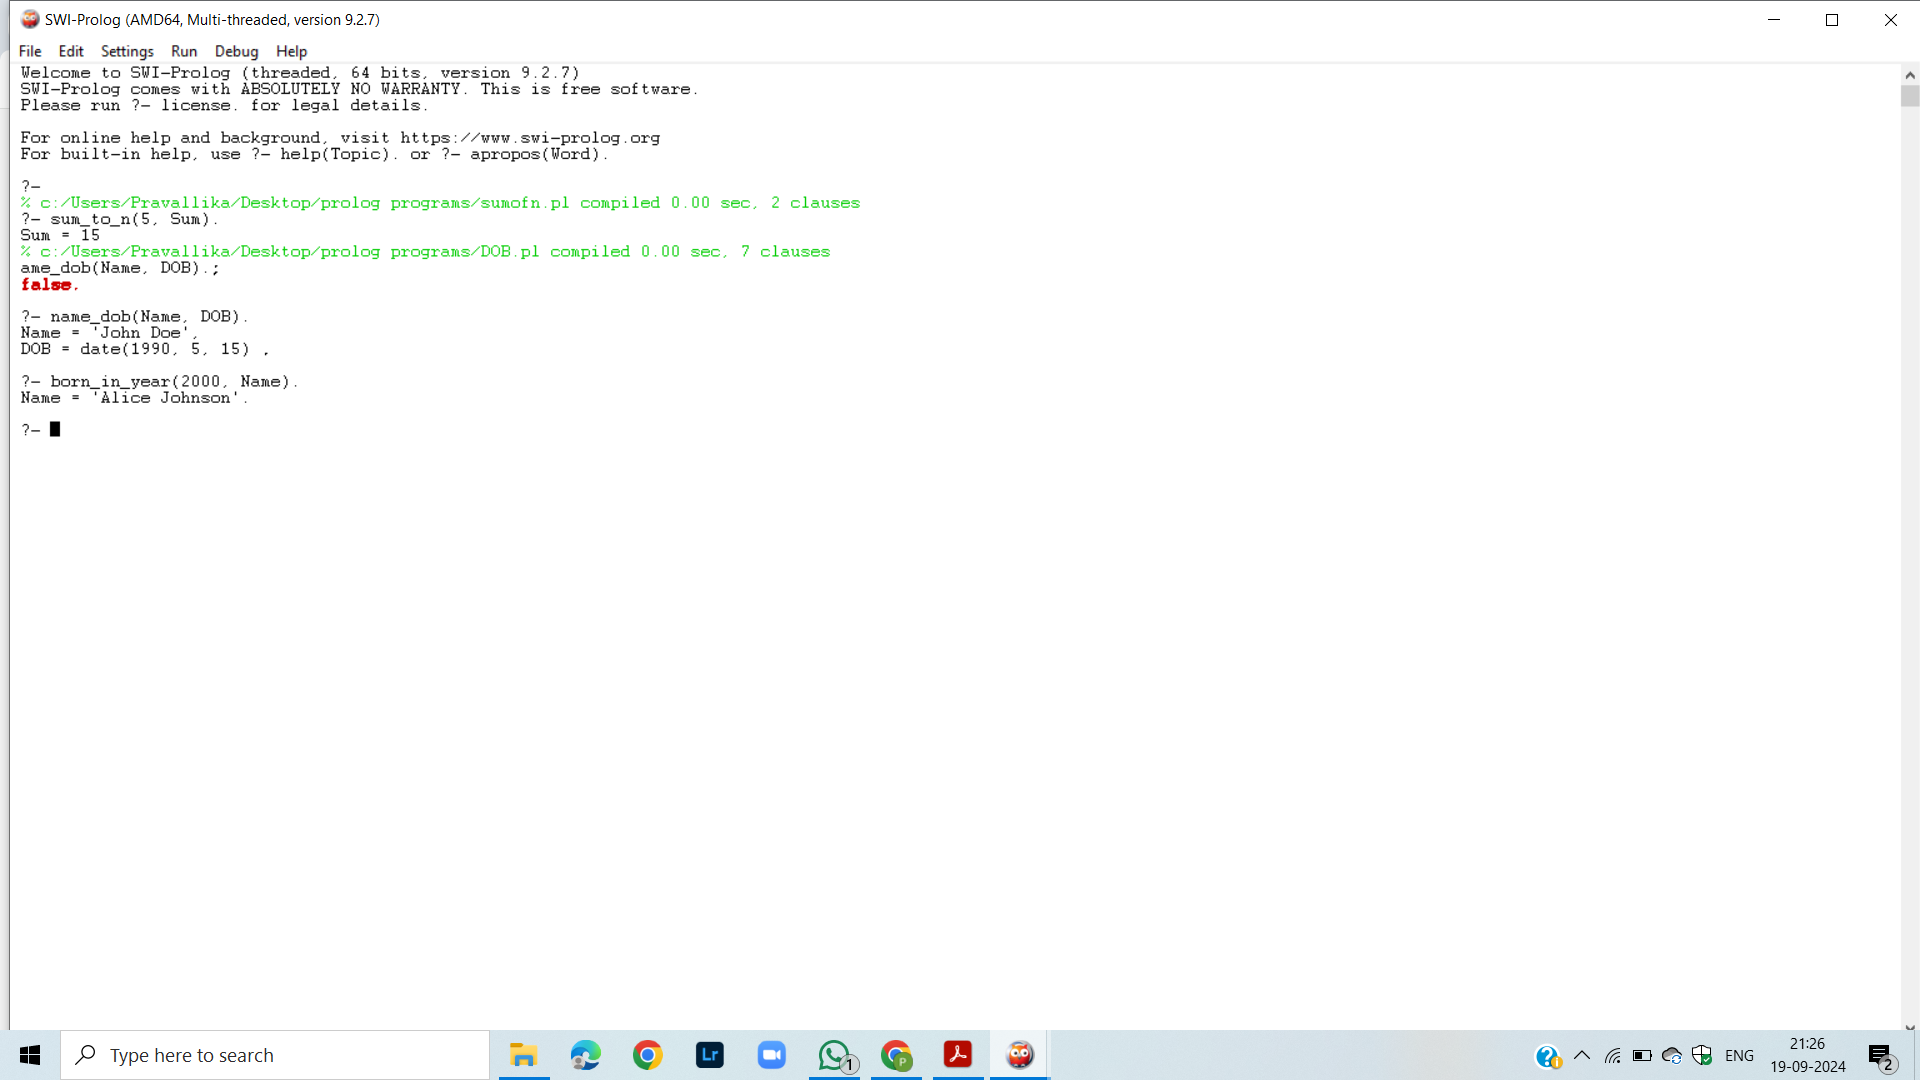 SWI-Prolog (AMD64, Multi-threaded, version 9.2.7)
File Edit Settings Run Debug Help
Welcome to SWI-Prolog (threaded, 64 bits, version 9.2.7)
SWI-Prolog comes with ABSOLUTELY NO WARRANTY. This is free software.
Please run ?- license. for legal details.
For online help and background, visit https://www.swi-prolog.org
For built-in help, use ?- help(Topic). or ?- apropos(Word).
?-
% c:/Users/Pravallika/Desktop/prolog programs/sumofn.pl compiled 0.00 sec, 2 clauses
?- sum_to_n(5, Sum).
Sum = 15
% c:/Users/Pravallika/Desktop/prolog programs/DOB.pl compiled 0.00 sec, 7 clauses
ame_dob(Name, DOB).;
false.
?- name_dob(Name, DOB).
Name = 'John Doe',
DOB = date(1990, 5, 15) .
?- born_in_year(2000, Name).
Name = 'Alice Johnson'.
?-
Type here to search
Lr
1
P
ENG
21:26
19-09-2024
2